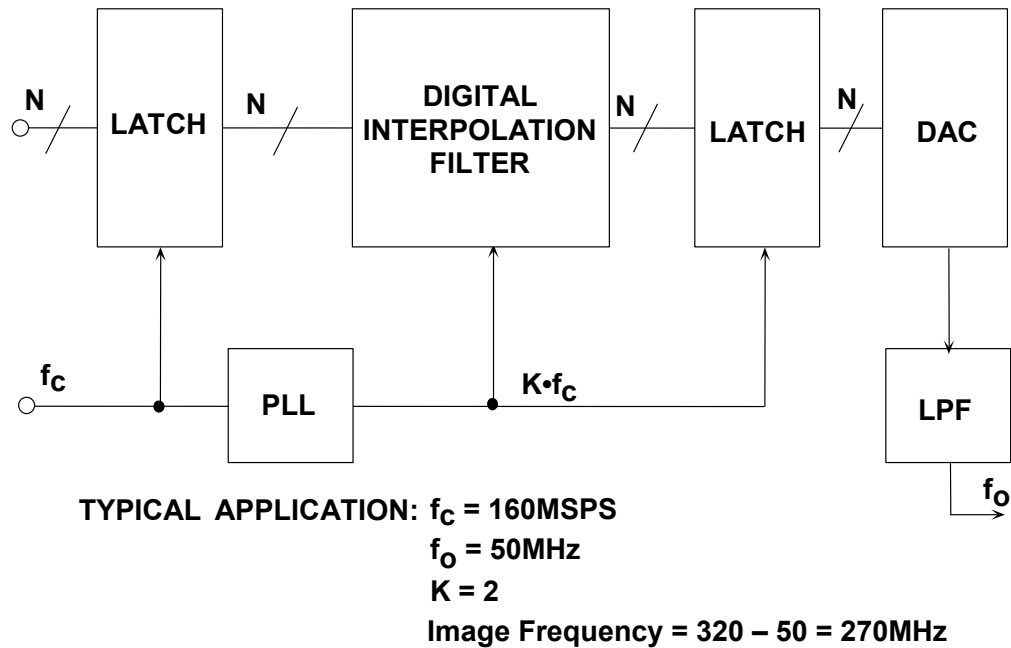 N
LATCH
N
DIGITAL
INTERPOLATION
FILTER
N
LATCH
N
DAC
fC
PLL
K•fC
LPF
fO
TYPICAL APPLICATION: fC = 160MSPS
fO = 50MHz
K = 2
Image Frequency = 320 – 50 = 270MHz